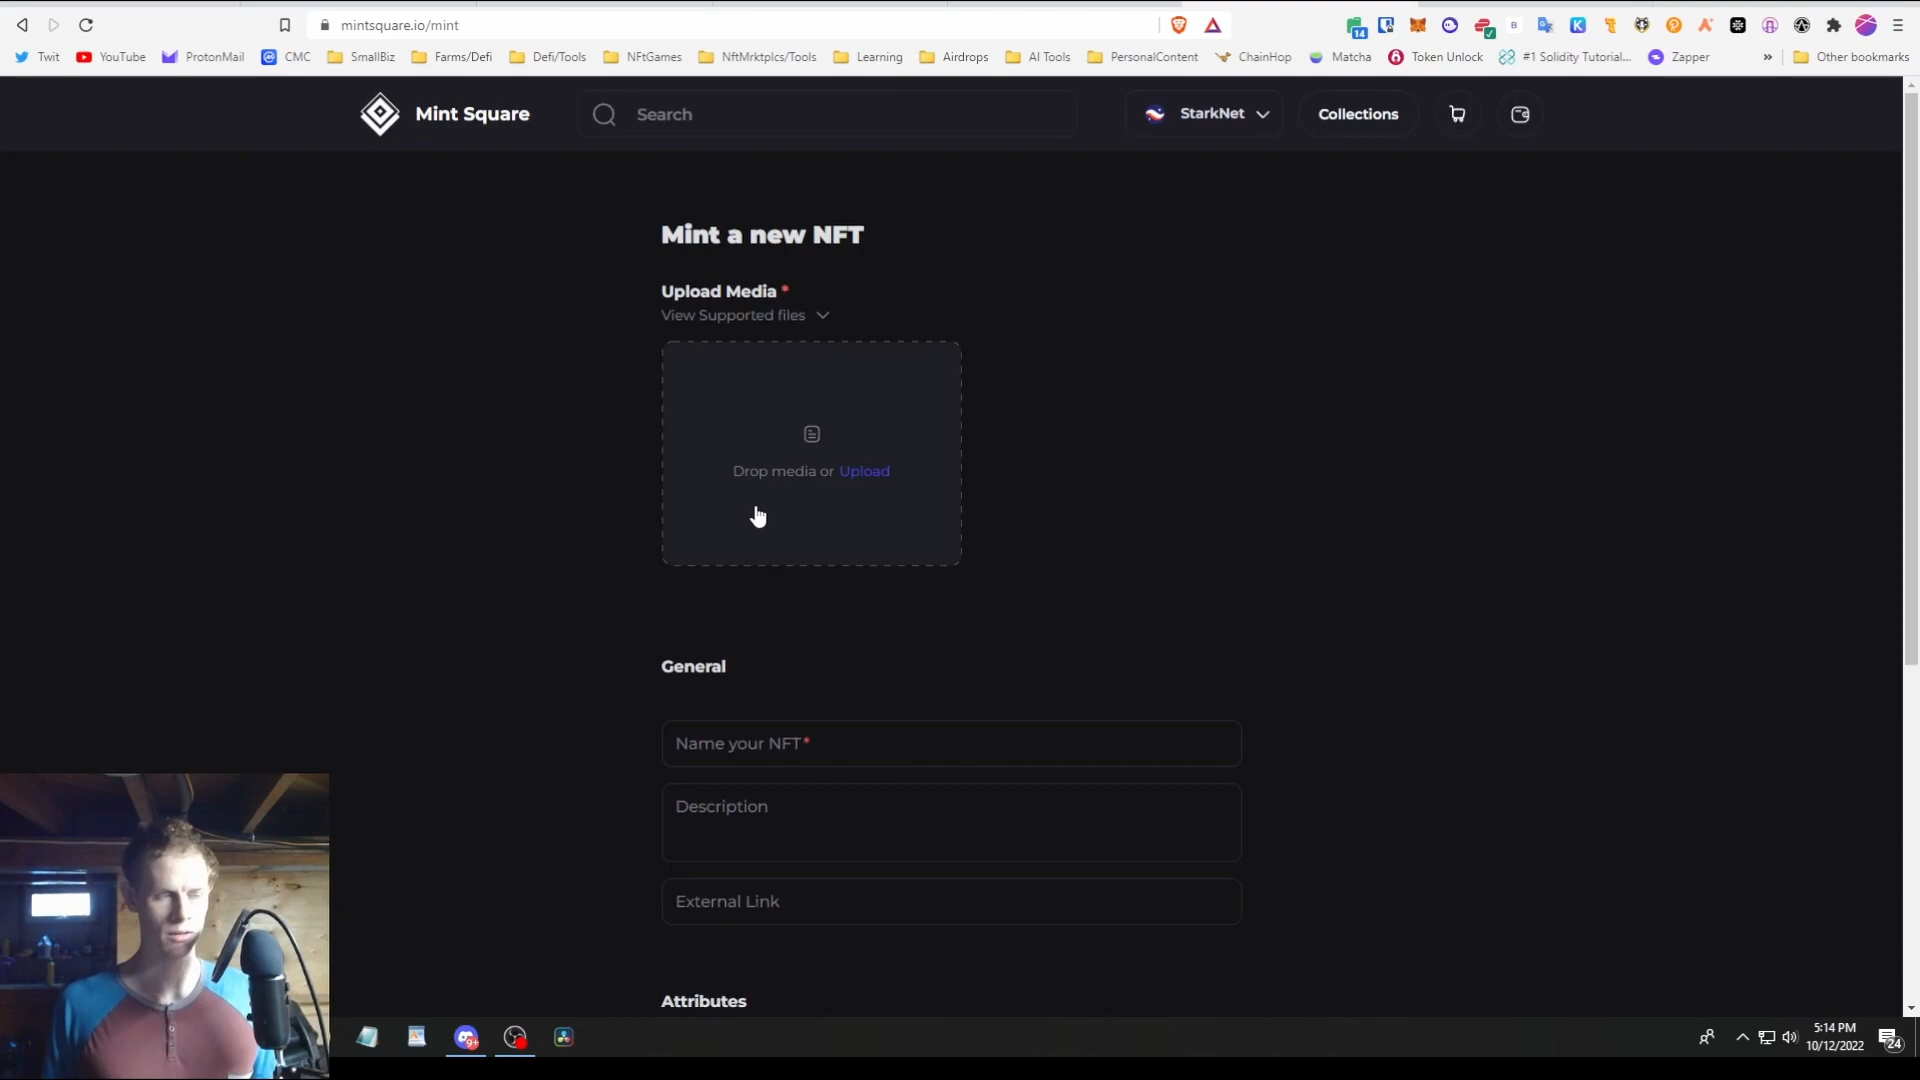 mintsquare.io/mint
14
Twit YouTube ProtonMail CMC SmallBiz Farms/Defi Defi/Tools NFtGames NftMrktplcs/Tools Learning Airdrops AI Tools PersonalContent ChainHop Matcha Token Unlock #1 Solidity Tutorial... Zapper » Other bookmarks
Mint Square Search StarkNet Collections
Mint a new NFT
Upload Media *
View Supported files
Drop media or Upload
General
Name your NFT*
Description
External Link
Attributes
9+
5:14 PM
10/12/2022
24